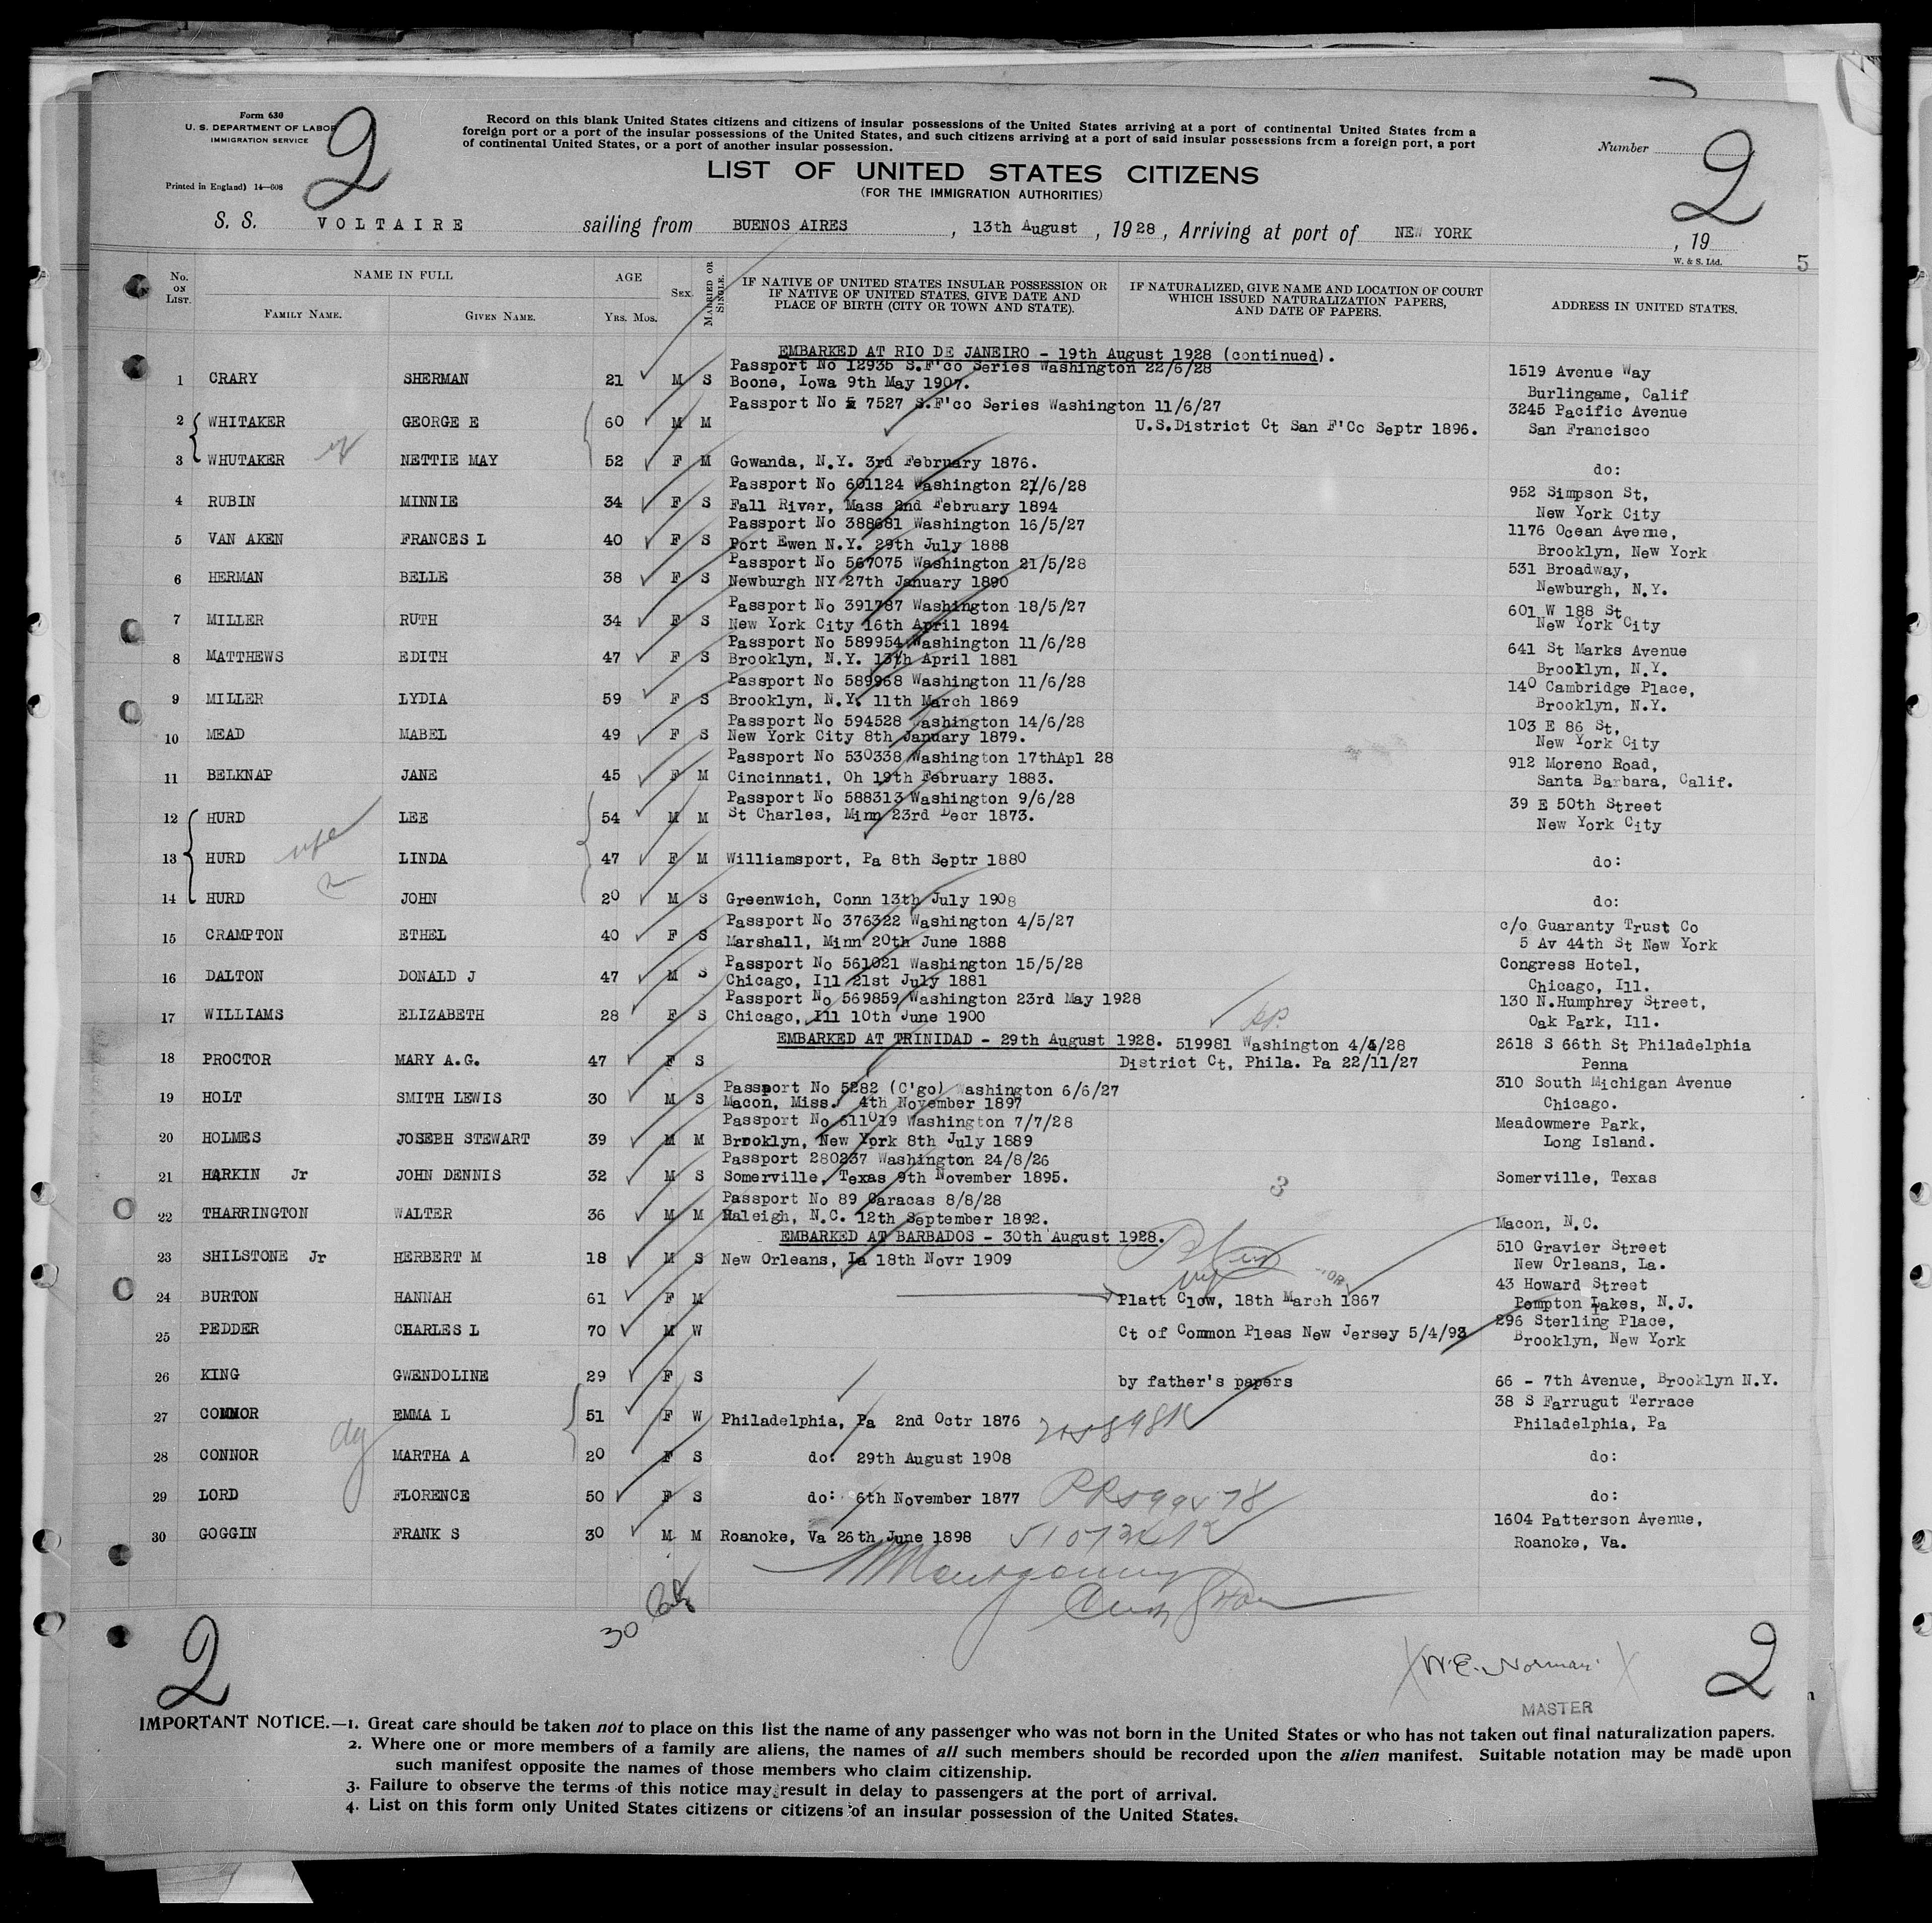 Form 630
U. S. DEPARTMENT OF LABOR
IMMIGRATION SERVICE
Printed in England) 14—608
2
Record on this blank United States citizens and citizens of insular possessions of the United States arriving at a port of continental United States from a
foreign port or a port of the insular possessions of the United States, and such citizens arriving at a port of said insular possessions from a foreign port, a port
of continental United States, or a port of another insular possession.
Number
2
LIST OF UNITED STATES CITIZENS
(FOR THE IMMIGRATION AUTHORITIES)
S. S. VOLTAIRE sailing from BUENOS AIRES, 13th August, 1928, Arriving at port of NEW YORK, 19
W. & S. Ltd.
5
No. ON LIST. NAME IN FULL FAMILY NAME. GIVEN NAME. AGE YRS. MOS. SEX. MARRIED OR SINGLE. IF NATIVE OF UNITED STATES INSULAR POSSESSION OR IF NATIVE OF UNITED STATES, GIVE DATE AND PLACE OF BIRTH (CITY OR TOWN AND STATE). IF NATURALIZED, GIVE NAME AND LOCATION OF COURT WHICH ISSUED NATURALIZATION PAPERS, AND DATE OF PAPERS. ADDRESS IN UNITED STATES.
EMBARKED AT RIO DE JANEIRO - 19th August 1928 (continued).
Passport No 12935 S.F'co Series Washington 22/6/28
1 CRARY SHERMAN 21 M S Boone, Iowa 9th May 1907. 1519 Avenue Way
Burlingame, Calif
Passport No 7527 S.F'co Series Washington 11/6/27
2 WHITAKER GEORGE E 60 M M U.S.District Ct San F'Co Septr 1896. 3245 Pacific Avenue
San Francisco
3 WHUTAKER NETTIE MAY 52 F M Gowanda, N.Y. 3rd February 1876. do:
Passport No 601124 Washington 21/6/28
4 RUBIN MINNIE 34 F S Fall River, Mass 2nd February 1894 952 Simpson St,
New York City
Passport No 388681 Washington 16/5/27
5 VAN AKEN FRANCES L 40 F S Port Ewen N.Y. 29th July 1888 1176 Ocean Avenue,
Brooklyn, New York
Passport No 567075 Washington 21/5/28
6 HERMAN BELLE 38 F S Newburgh NY 27th January 1890 531 Broadway,
Newburgh, N.Y.
Passport No 391787 Washington 18/5/27
7 MILLER RUTH 34 F S New York City 16th April 1894 601 W 188 St
New York City
Passport No 589954 Washington 11/6/28
8 MATTHEWS EDITH 47 F S Brooklyn, N.Y. 13th April 1881 641 St Marks Avenue
Brooklyn, N.Y.
Passport No 589968 Washington 11/6/28
9 MILLER LYDIA 59 F S Brooklyn, N.Y. 11th March 1869 140 Cambridge Place,
Brooklyn, N.Y.
Passport No 594528 Washington 14/6/28
10 MEAD MABEL 49 F S New York City 8th January 1879. 103 E 86 St,
New York City
Passport No 530338 Washington 17thApl 28
11 BELKNAP JANE 45 F M Cincinnati, Oh 19th February 1883. 912 Moreno Road,
Santa Barbara, Calif.
Passport No 588313 Washington 9/6/28
12 HURD LEE 54 M M St Charles, Minn 23rd Decr 1873. 39 E 50th Street
New York City
13 HURD LINDA 47 F M Williamsport, Pa 8th Septr 1880 do:
14 HURD JOHN 20 M S Greenwich, Conn 13th July 1908 do:
Passport No 376322 Washington 4/5/27
15 CRAMPTON ETHEL 40 F S Marshall, Minn 20th June 1888 c/o Guaranty Trust Co
5 Av 44th St New York
Passport No 561021 Washington 15/5/28
16 DALTON DONALD J 47 M S Chicago, Ill 21st July 1881 Congress Hotel,
Chicago, Ill.
Passport No 569859 Washington 23rd May 1928
17 WILLIAMS ELIZABETH 28 F S Chicago, Ill 10th June 1900 130 N.Humphrey Street,
Oak Park, Ill.
EMBARKED AT TRINIDAD - 29th August 1928. 519981 Washington 4/4/28
18 PROCTOR MARY A.G. 47 F S District Ct, Phila. Pa 22/11/27 2618 S 66th St Philadelphia
Penna
Passport No 5282 (C'go) Washington 6/6/27
19 HOLT SMITH LEWIS 30 M S Macon, Miss. 4th November 1897 310 South Michigan Avenue
Chicago.
Passport No 611019 Washington 7/7/28
20 HOLMES JOSEPH STEWART 39 M M Brooklyn, New York 8th July 1889 Meadowmere Park,
Long Island.
Passport 280237 Washington 24/8/26
21 HARKIN Jr JOHN DENNIS 32 M S Somerville, Texas 9th November 1895. Somerville, Texas
3
Passport No 89 Caracas 8/8/28
22 THARRINGTON WALTER 36 M M Raleigh, N.C. 12th September 1892. Macon, N.C.
EMBARKED AT BARBADOS - 30th August 1928.
23 SHILSTONE Jr HERBERT M 18 M S New Orleans, La 18th Novr 1909 510 Gravier Street
New Orleans, La.
24 BURTON HANNAH 61 F M Platt Clow, 18th March 1867 43 Howard Street
Pompton Lakes, N.J.
25 PEDDER CHARLES L 70 M W Ct of Common Pleas New Jersey 5/4/93 296 Sterling Place,
Brooklyn, New York
26 KING GWENDOLINE 29 F S by father's papers 66 - 7th Avenue, Brooklyn N.Y.
27 CONNOR EMMA L 51 F W Philadelphia, Pa 2nd Octr 1876 38 S Farrugut Terrace
Philadelphia, Pa
28 CONNOR MARTHA A 20 F S do: 29th August 1908 do:
29 LORD FLORENCE 50 F S do: 6th November 1877 do:
30 GOGGIN FRANK S 30 M M Roanoke, Va 26th June 1898 1604 Patterson Avenue,
Roanoke, Va.
Montgomery
30
2
W.E. Norman
MASTER
2
IMPORTANT NOTICE.—1. Great care should be taken not to place on this list the name of any passenger who was not born in the United States or who has not taken out final naturalization papers.
2. Where one or more members of a family are aliens, the names of all such members should be recorded upon the alien manifest. Suitable notation may be made upon
such manifest opposite the names of those members who claim citizenship.
3. Failure to observe the terms of this notice may result in delay to passengers at the port of arrival.
4. List on this form only United States citizens or citizens of an insular possession of the United States.